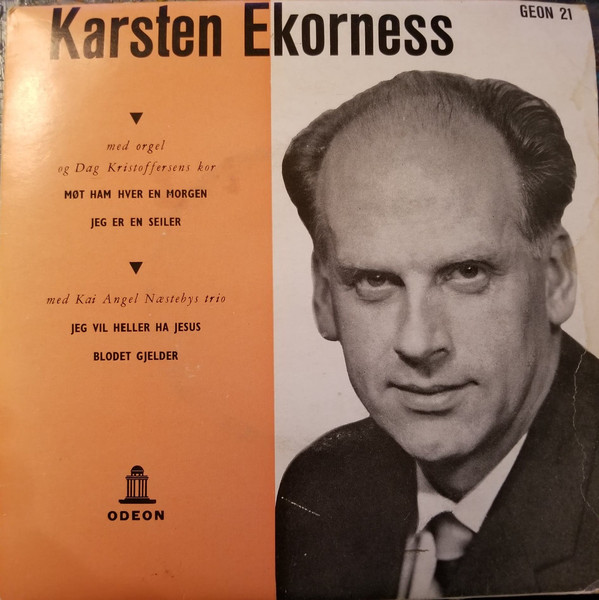 Karsten Ekorness
GEON 21
med orgel
og Dag Kristoffersens kor
MØT HAM HVER EN MORGEN
JEG ER EN SEILER
med Kai Angel Næstebys trio
JEG VIL HELLER HA JESUS
BLODET GJELDER
ODEON